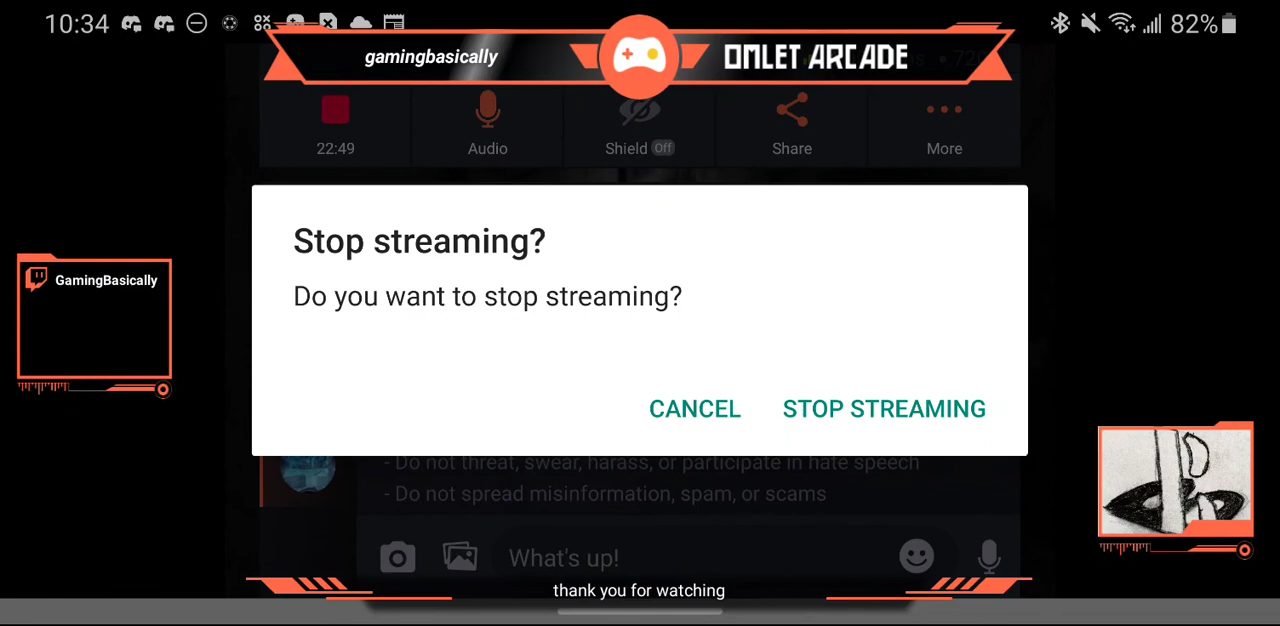 10:34
82%
gamingbasically
OMLET ARCADE
22:49
Audio
Shield Off
Share
More
Stop streaming?
Do you want to stop streaming?
CANCEL
STOP STREAMING
GamingBasically
- Do not threat, swear, harass, or participate in hate speech
- Do not spread misinformation, spam, or scams
What's up!
thank you for watching